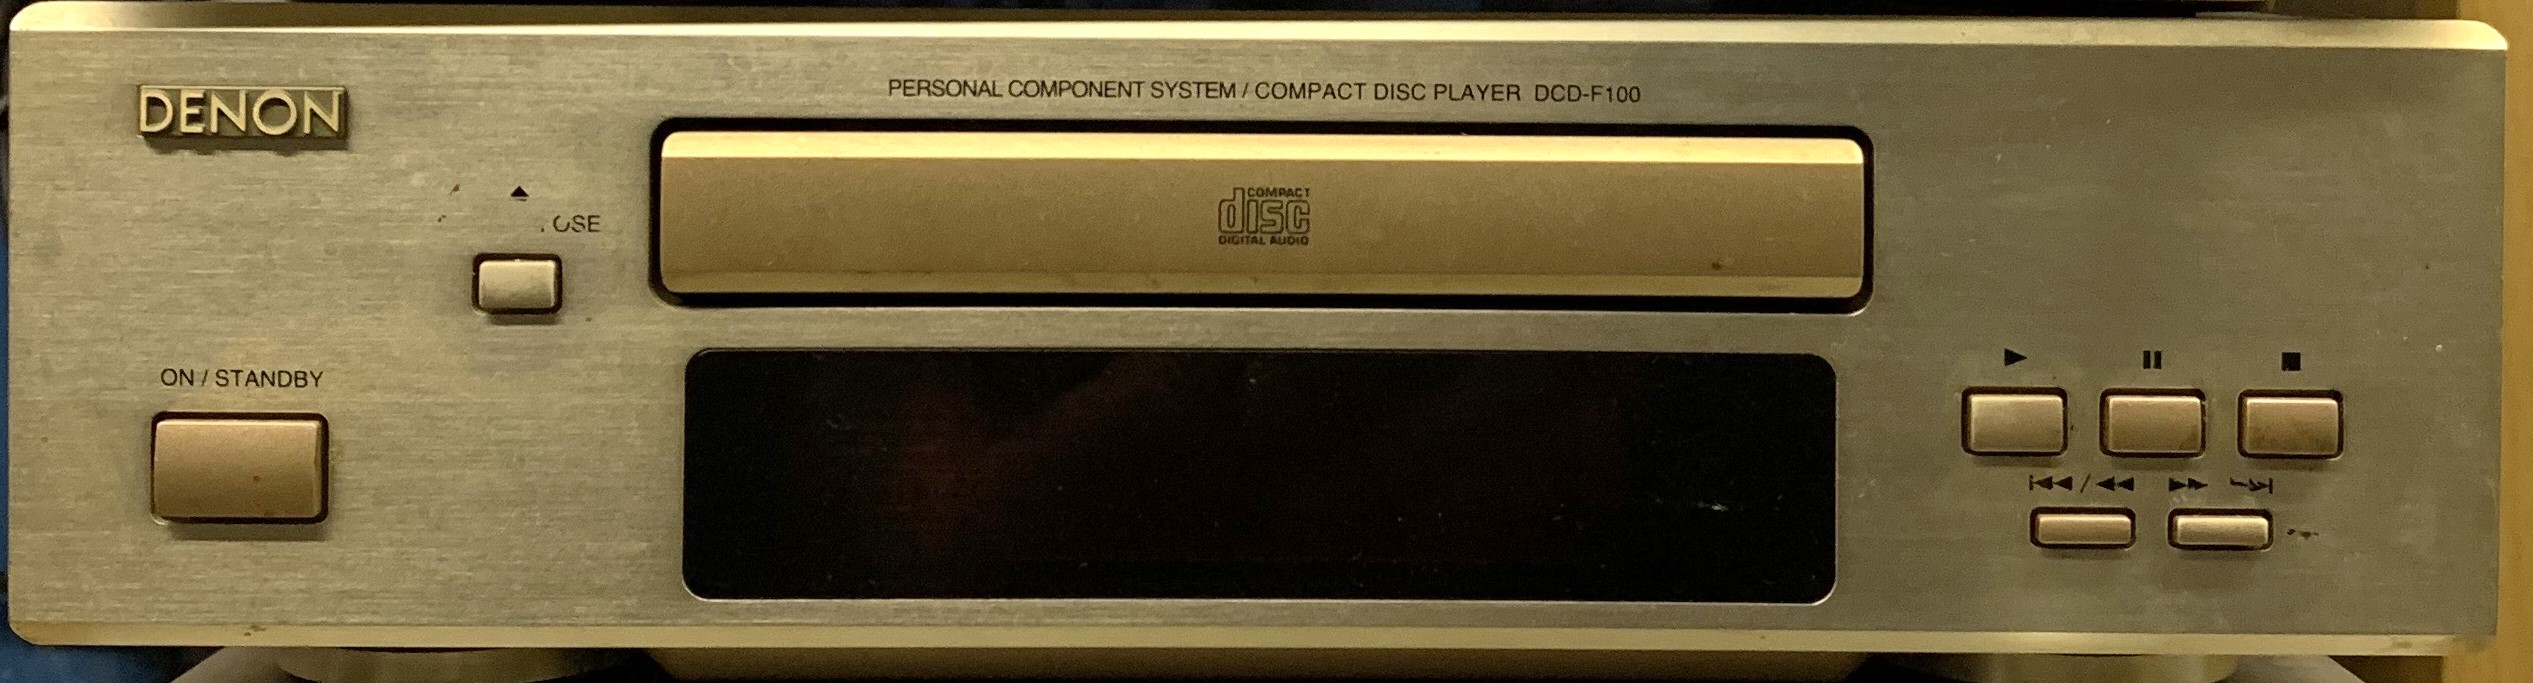 DENON
PERSONAL COMPONENT SYSTEM / COMPACT DISC PLAYER DCD-F100
COMPACT
disc
DIGITAL AUDIO
ON / STANDBY